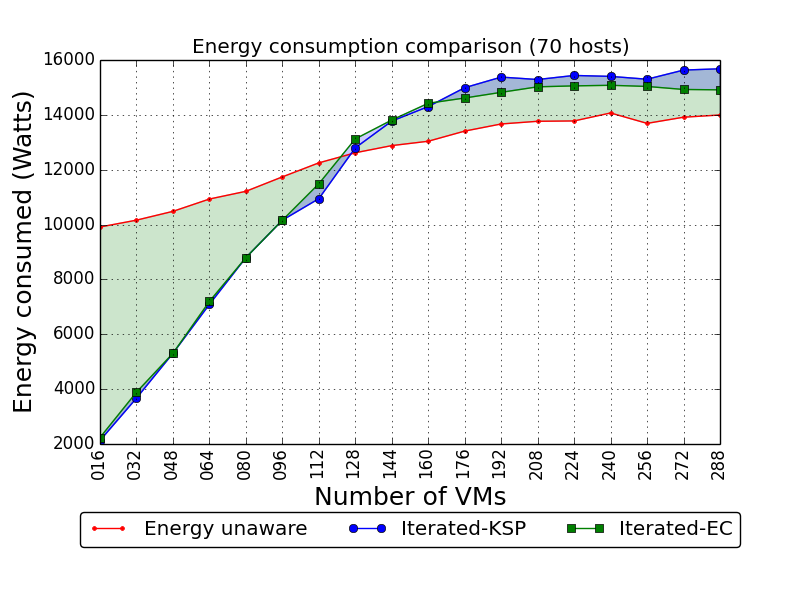 Energy consumption comparison (70 hosts)
16000
14000
12000
10000
8000
6000
4000
2000
Energy consumed (Watts)
016 032 048 064 080 096 112 128 144 160 176 192 208 224 240 256 272 288
Number of VMs
Energy unaware Iterated-KSP Iterated-EC